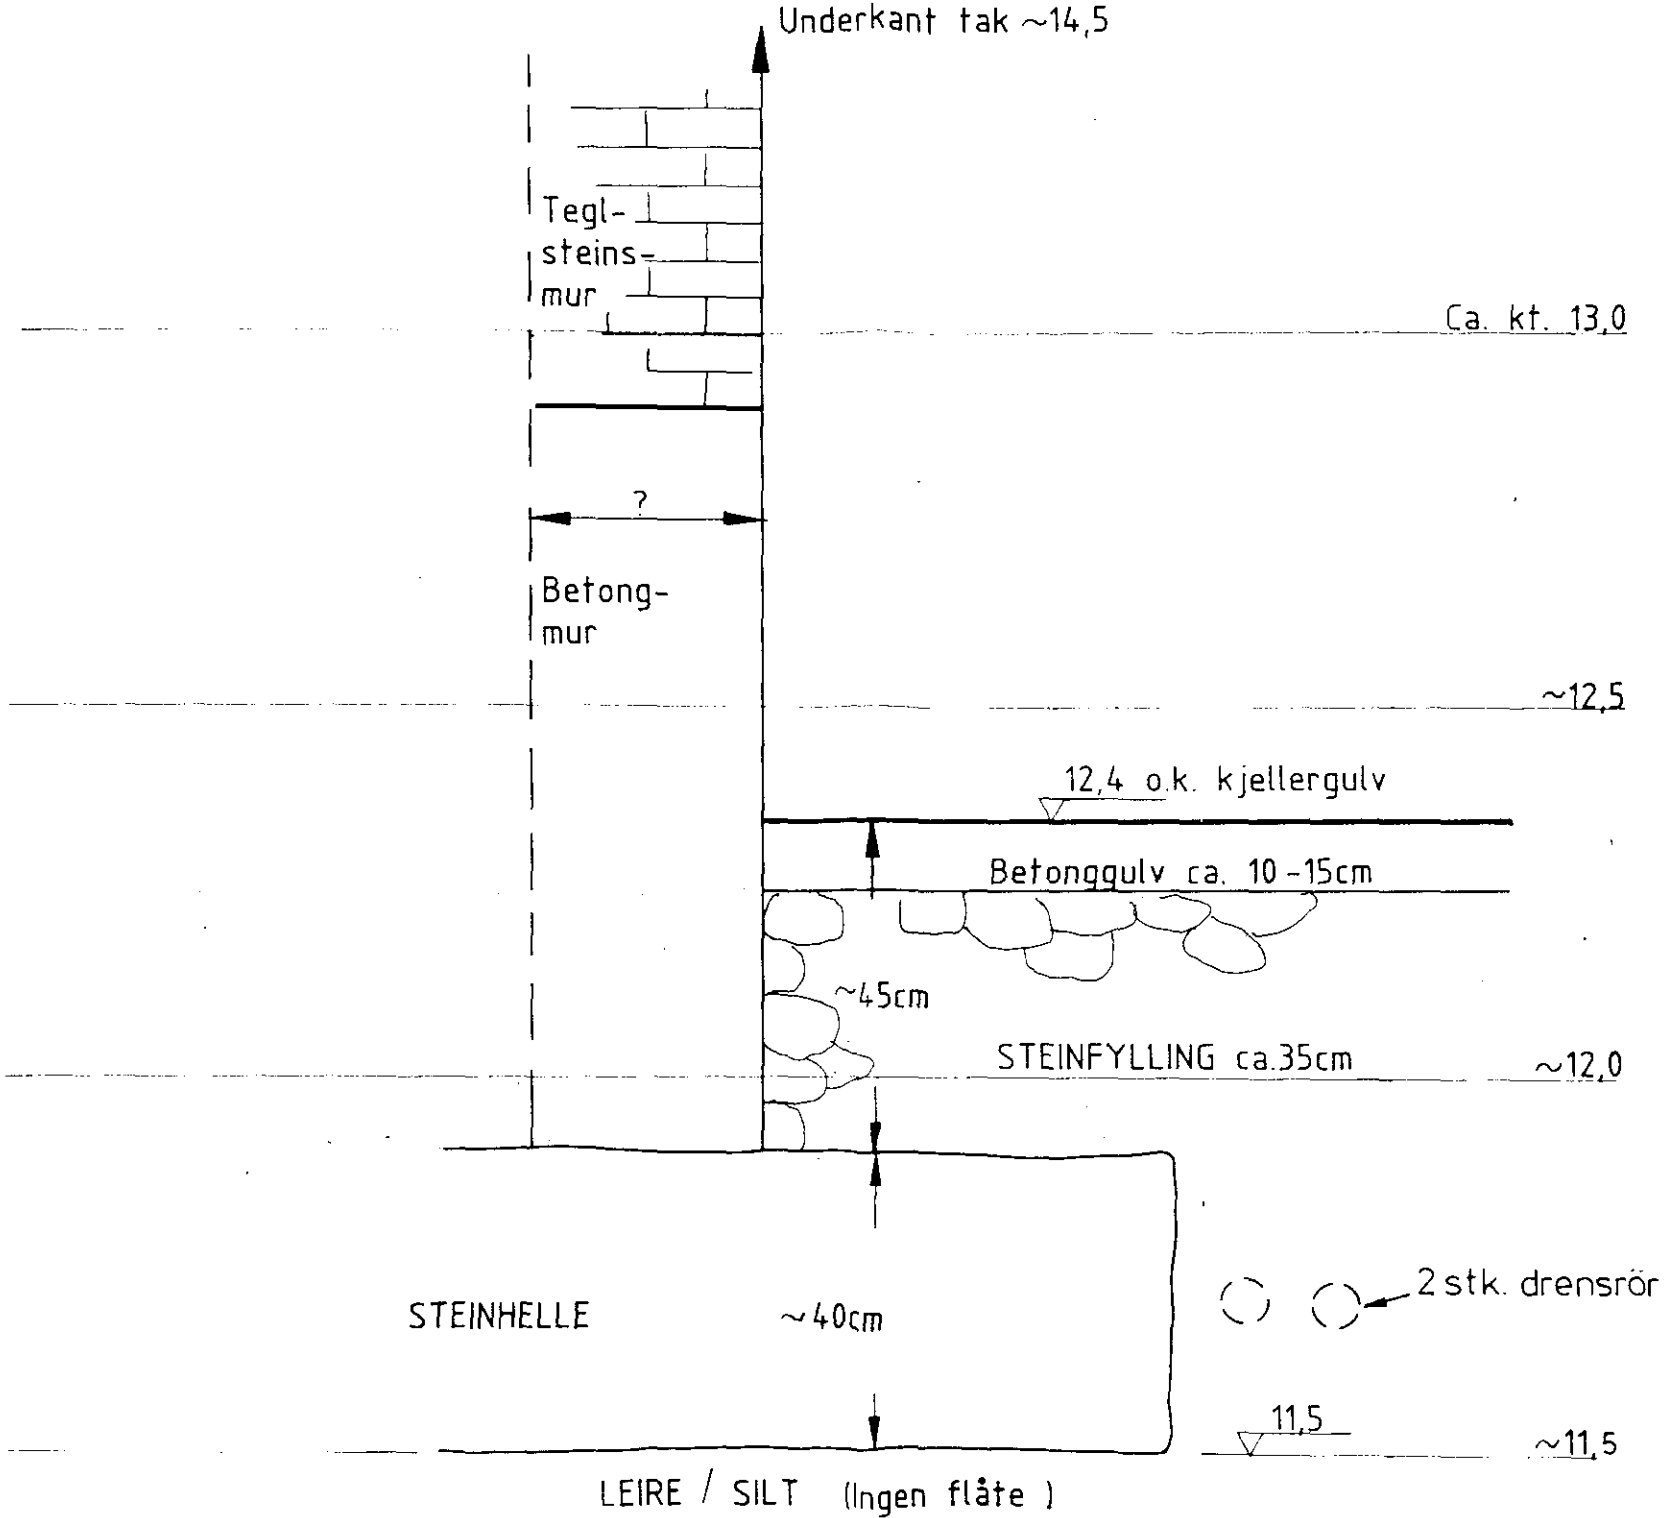 Underkant tak ~14,5
Tegl-
steins-
mur
Ca. kt. 13,0
?
Betong-
mur
~12,5
12,4 o.k. kjellergulv
Betonggulv ca. 10-15cm
~45cm
STEINFYLLING ca.35cm
~12,0
2 stk. drensrör
STEINHELLE
~40cm
11,5
~11,5
LEIRE / SILT (Ingen flåte )